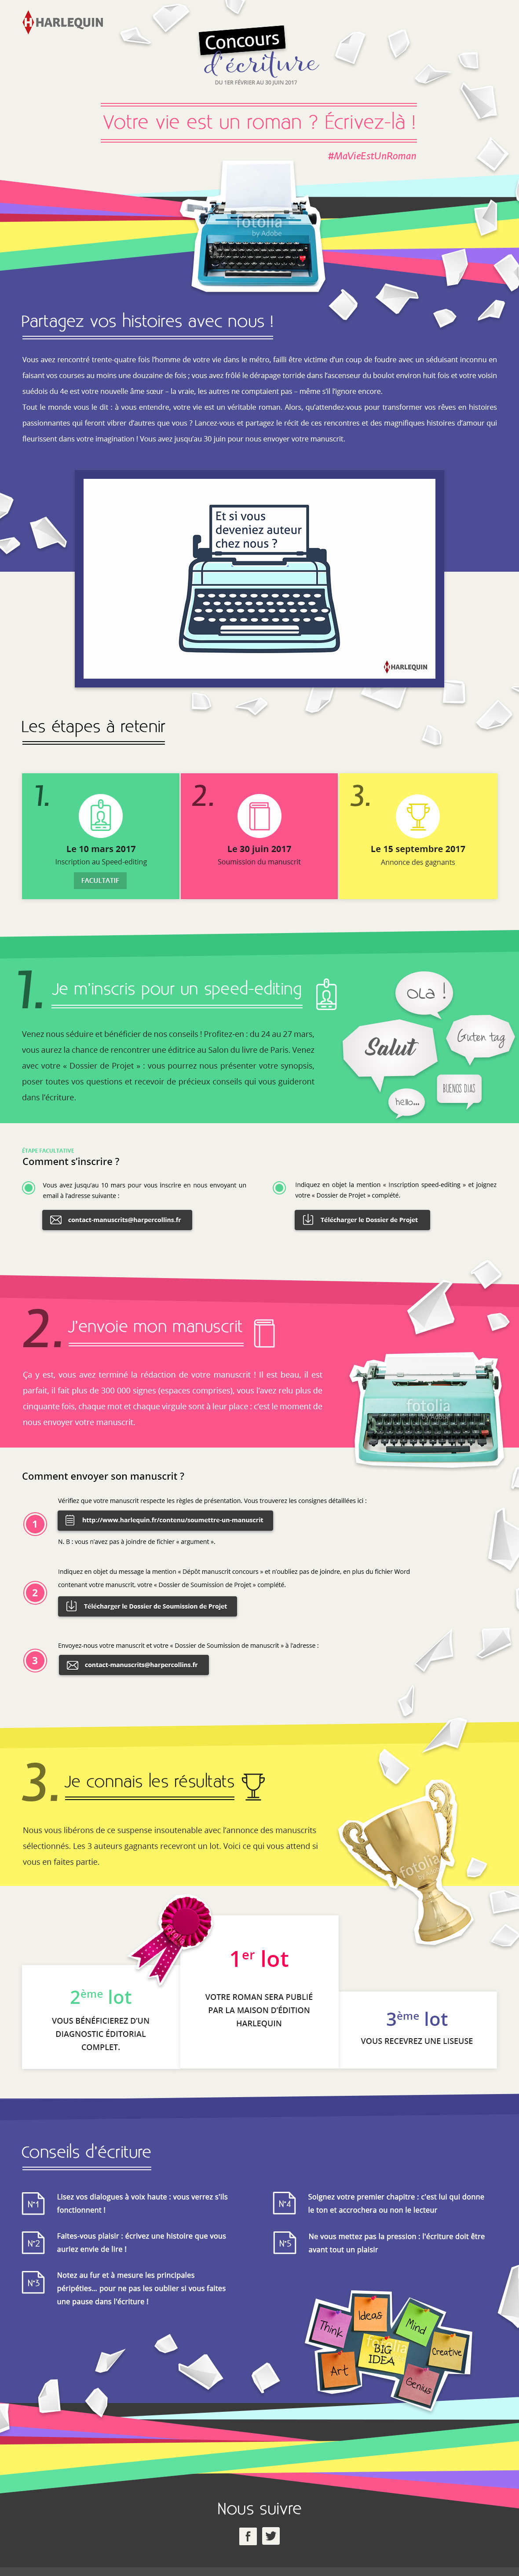 HARLEQUIN
Concours
d'écriture
DU 1ER FÉVRIER AU 30 JUIN 2017
Votre vie est un roman ? Écrivez-là !
#MaVieEstUnRoman
fotolia
by Adobe
Partagez vos histoires avec nous !
Vous avez rencontré trente-quatre fois l'homme de votre vie dans le métro, failli être victime d'un coup de foudre avec un séduisant inconnu en
faisant vos courses au moins une douzaine de fois ; vous avez frôlé le dérapage torride dans l'ascenseur du boulot environ huit fois et votre voisin
suédois du 4e est votre nouvelle âme sœur – la vraie, les autres ne comptaient pas – même s'il l'ignore encore.
Tout le monde vous le dit : à vous entendre, votre vie est un véritable roman. Alors, qu'attendez-vous pour transformer vos rêves en histoires
passionnantes qui feront vibrer d'autres que vous ? Lancez-vous et partagez le récit de ces rencontres et des magnifiques histoires d'amour qui
fleurissent dans votre imagination ! Vous avez jusqu'au 30 juin pour nous envoyer votre manuscrit.
Et si vous
deveniez auteur
chez nous ?
HARLEQUIN
Les étapes à retenir
1.
Le 10 mars 2017
Inscription au Speed-editing
FACULTATIF
2.
Le 30 juin 2017
Soumission du manuscrit
3.
Le 15 septembre 2017
Annonce des gagnants
1. Je m'inscris pour un speed-editing
Venez nous séduire et bénéficier de nos conseils ! Profitez-en : du 24 au 27 mars,
vous aurez la chance de rencontrer une éditrice au Salon du livre de Paris. Venez
avec votre « Dossier de Projet » : vous pourrez nous présenter votre synopsis,
poser toutes vos questions et recevoir de précieux conseils qui vous guideront
dans l'écriture.
OLA !
Salut
Guten tag
BUENOS DIAS
hello...
ÉTAPE FACULTATIVE
Comment s'inscrire ?
Vous avez jusqu'au 10 mars pour vous inscrire en nous envoyant un
email à l'adresse suivante :
contact-manuscrits@harpercollins.fr
Indiquez en objet la mention « Inscription speed-editing » et joignez
votre « Dossier de Projet » complété.
Télécharger le Dossier de Projet
2. J'envoie mon manuscrit
Ça y est, vous avez terminé la rédaction de votre manuscrit ! Il est beau, il est
parfait, il fait plus de 300 000 signes (espaces comprises), vous l'avez relu plus de
cinquante fois, chaque mot et chaque virgule sont à leur place : c'est le moment de
nous envoyer votre manuscrit.
fotolia
Comment envoyer son manuscrit ?
1
Vérifiez que votre manuscrit respecte les règles de présentation. Vous trouverez les consignes détaillées ici :
http://www.harlequin.fr/contenu/soumettre-un-manuscrit
N. B : vous n'avez pas à joindre de fichier « argument ».
2
Indiquez en objet du message la mention « Dépôt manuscrit concours » et n'oubliez pas de joindre, en plus du fichier Word
contenant votre manuscrit, votre « Dossier de Soumission de Projet » complété.
Télécharger le Dossier de Soumission de Projet
3
Envoyez-nous votre manuscrit et votre « Dossier de Soumission de manuscrit » à l'adresse :
contact-manuscrits@harpercollins.fr
3. Je connais les résultats
Nous vous libérons de ce suspense insoutenable avec l'annonce des manuscrits
sélectionnés. Les 3 auteurs gagnants recevront un lot. Voici ce qui vous attend si
vous en faites partie.
fotolia
1er lot
VOTRE ROMAN SERA PUBLIÉ
PAR LA MAISON D'ÉDITION
HARLEQUIN
2ème lot
VOUS BÉNÉFICIEREZ D'UN
DIAGNOSTIC ÉDITORIAL
COMPLET.
3ème lot
VOUS RECEVREZ UNE LISEUSE
Conseils d'écriture
N°1
Lisez vos dialogues à voix haute : vous verrez s'ils
fonctionnent !
N°2
Faites-vous plaisir : écrivez une histoire que vous
auriez envie de lire !
N°3
Notez au fur et à mesure les principales
péripéties... pour ne pas les oublier si vous faites
une pause dans l'écriture !
N°4
Soignez votre premier chapitre : c'est lui qui donne
le ton et accrochera ou non le lecteur
N°5
Ne vous mettez pas la pression : l'écriture doit être
avant tout un plaisir
Think
Ideas
Mind
BIG
IDEA
Creative
Art
Genius
Nous suivre